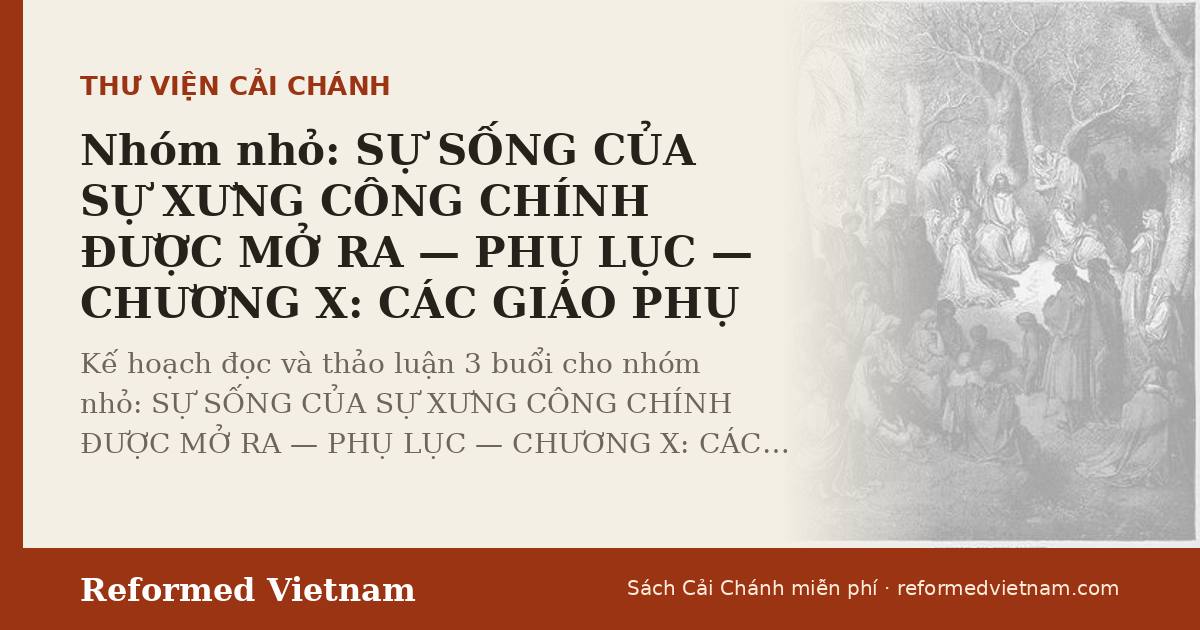 THƯ VIỆN CẢI CHÁNH
Nhóm nhỏ: SỰ SỐNG CỦA
SỰ XƯNG CÔNG CHÍNH
ĐƯỢC MỞ RA — PHỤ LỤC —
CHƯƠNG X: CÁC GIÁO PHỤ
Kế hoạch đọc và thảo luận 3 buổi cho nhóm
nhỏ: SỰ SỐNG CỦA SỰ XƯNG CÔNG CHÍNH
ĐƯỢC MỞ RA — PHỤ LỤC — CHƯƠNG X: CÁC…
Reformed Vietnam
Sách Cải Chánh miễn phí · reformedvietnam.com